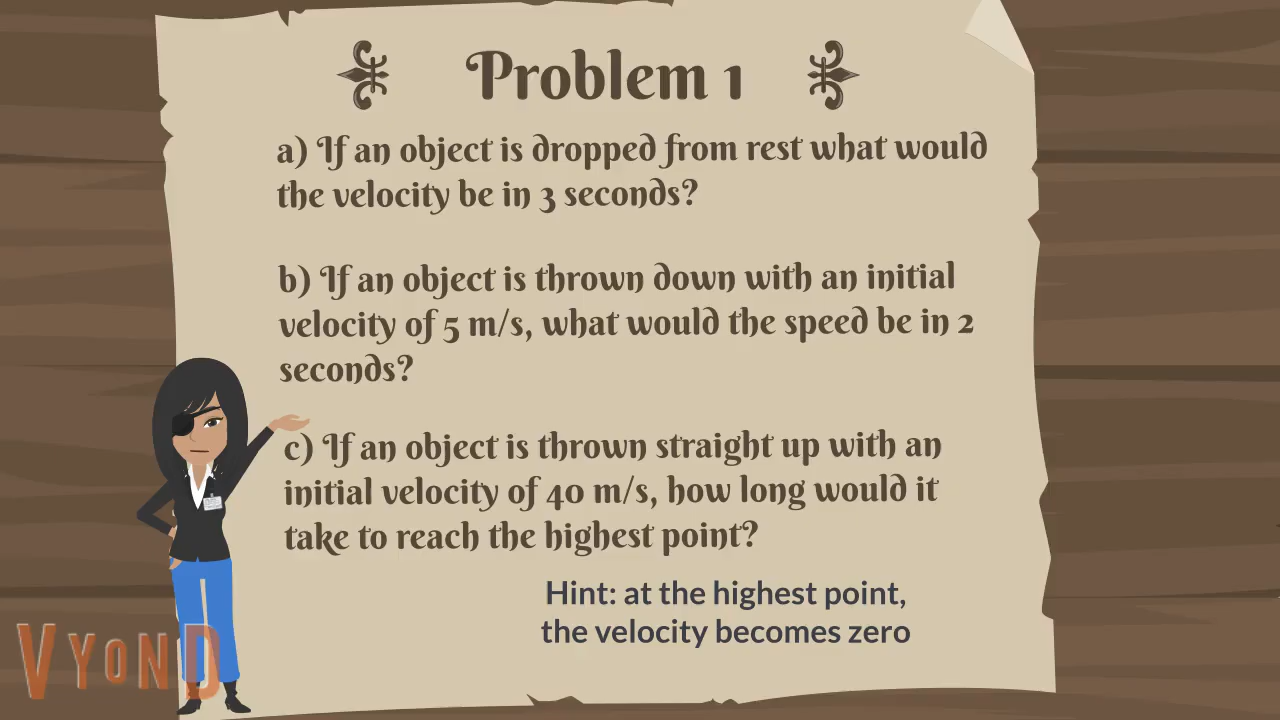 Problem 1
a) If an object is dropped from rest what would
the velocity be in 3 seconds?
b) If an object is thrown down with an initial
velocity of 5 m/s, what would the speed be in 2
seconds?
c) If an object is thrown straight up with an
initial velocity of 40 m/s, how long would it
take to reach the highest point?
Hint: at the highest point,
the velocity becomes zero
VYOND